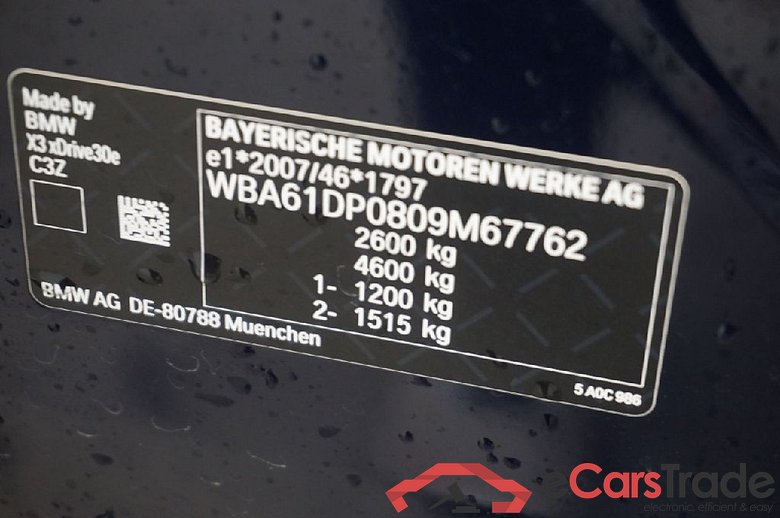 Made by
BMW
X3 xDrive30e
C3Z
BAYERISCHE MOTOREN WERKE AG
e1*2007/46*1797
WBA61DP0809M67762
2600 kg
4600 kg
1- 1200 kg
2- 1515 kg
BMW AG DE-80788 Muenchen
5 A0C 986
eCarsTrade
electronic, efficient & easy